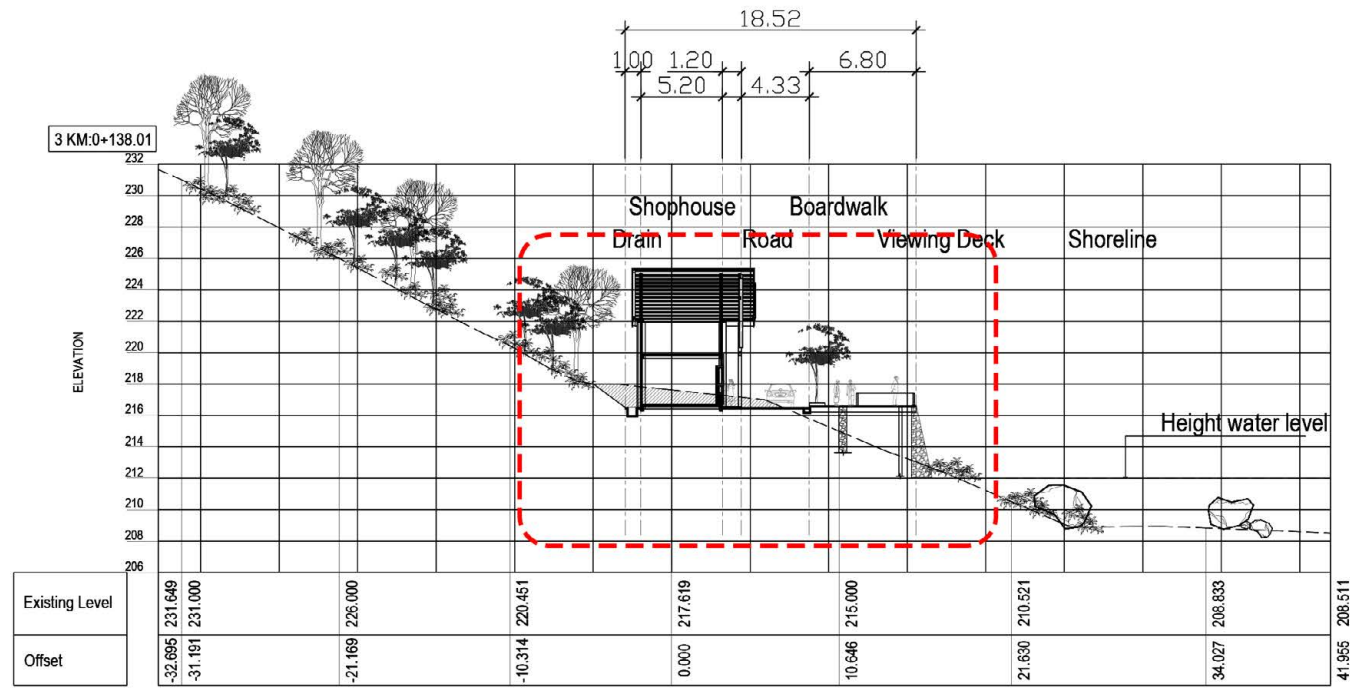 18.52
1.00 1.20 6.80
5.20 4.33
3 KM:0+138.01
232
230
228
226
224
222
220
218
216
214
212
210
208
206
ELEVATION
Shophouse Boardwalk
Drain Road Viewing Deck Shoreline
Height water level
Existing Level 231.649 231.000 226.000 220.451 217.619 215.000 210.521 208.833 208.511
Offset -32.695 -31.191 -21.169 -10.314 0.000 10.646 21.630 34.027 41.955